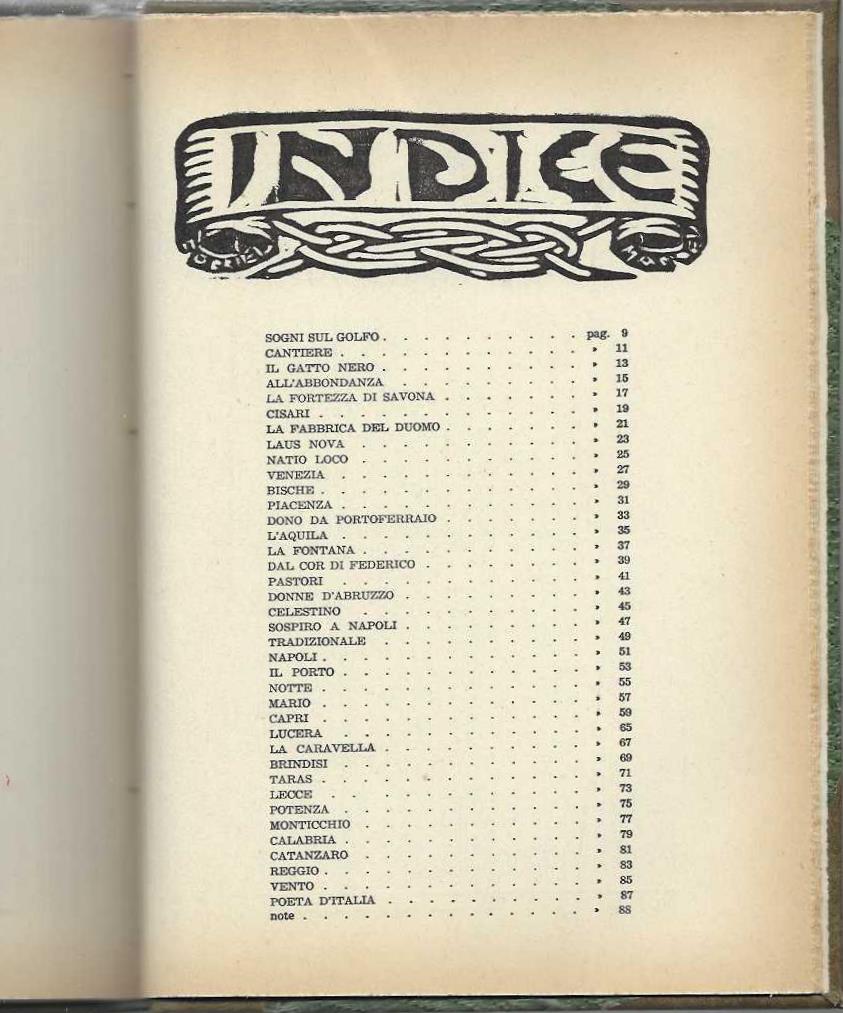 INDICE
SOGNI SUL GOLFO . . . . . . . . . . pag. 9
CANTIERE . . . . . . . . . . . . » 11
IL GATTO NERO . . . . . . . . . . » 13
ALL'ABBONDANZA . . . . . . . . . » 15
LA FORTEZZA DI SAVONA . . . . . . . » 17
CISARI . . . . . . . . . . . . . » 19
LA FABBRICA DEL DUOMO . . . . . . . » 21
LAUS NOVA . . . . . . . . . . . » 23
NATIO LOCO . . . . . . . . . . . » 25
VENEZIA . . . . . . . . . . . . » 27
BISCHE . . . . . . . . . . . . . » 29
PIACENZA . . . . . . . . . . . . » 31
DONO DA PORTOFERRAIO . . . . . . . » 33
L'AQUILA . . . . . . . . . . . . » 35
LA FONTANA . . . . . . . . . . . » 37
DAL COR DI FEDERICO . . . . . . . . » 39
PASTORI . . . . . . . . . . . . » 41
DONNE D'ABRUZZO . . . . . . . . . » 43
CELESTINO . . . . . . . . . . . » 45
SOSPIRO A NAPOLI . . . . . . . . . » 47
TRADIZIONALE . . . . . . . . . . » 49
NAPOLI . . . . . . . . . . . . . » 51
IL PORTO . . . . . . . . . . . . » 53
NOTTE . . . . . . . . . . . . . » 55
MARIO . . . . . . . . . . . . . » 57
CAPRI . . . . . . . . . . . . . » 59
LUCERA . . . . . . . . . . . . » 65
LA CARAVELLA . . . . . . . . . . » 67
BRINDISI . . . . . . . . . . . . » 69
TARAS . . . . . . . . . . . . . » 71
LECCE . . . . . . . . . . . . » 73
POTENZA . . . . . . . . . . . . » 75
MONTICCHIO . . . . . . . . . . . » 77
CALABRIA . . . . . . . . . . . . » 79
CATANZARO . . . . . . . . . . . » 81
REGGIO . . . . . . . . . . . . . » 83
VENTO . . . . . . . . . . . . . » 85
POETA D'ITALIA . . . . . . . . . . » 87
note . . . . . . . . . . . . . . » 88